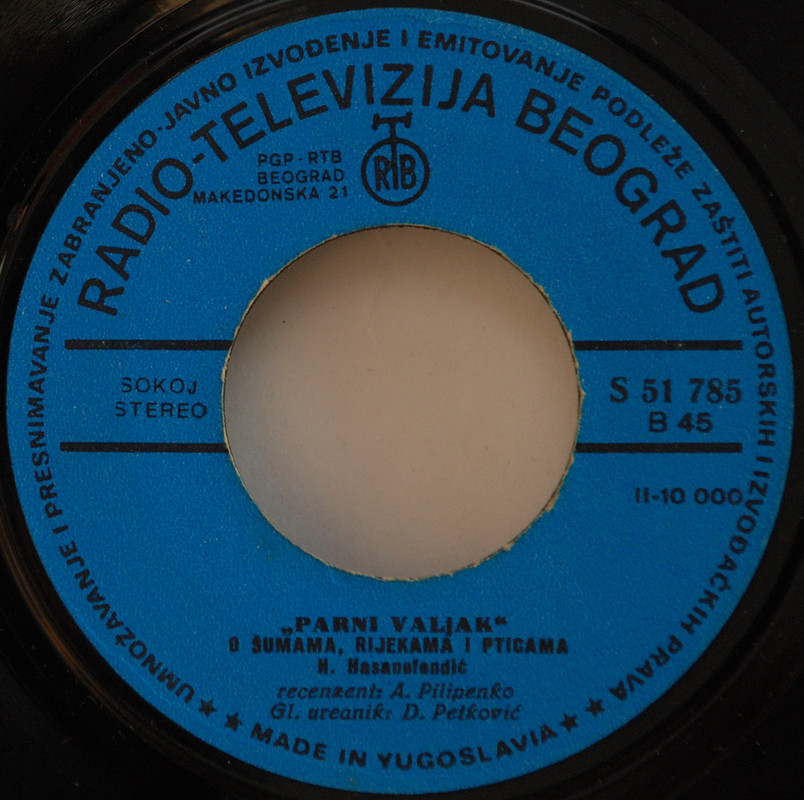 UMNOŽAVANJE I PRESNIMAVANJE ZABRANJENO·JAVNO IZVOĐENJE I EMITOVANJE PODLEŽE ZAŠTITI AUTORSKIH I IZVOĐAČKIH PRAVA
RADIO-TELEVIZIJA BEOGRAD
PGP - RTB
BEOGRAD
MAKEDONSKA 21
RTB
SOKOJ
STEREO
S 51 785
B 45
II-10 000
„PARNI VALjAK“
O ŠUMAMA, RIJEKAMA I PTICAMA
H. Hasanefendić
recenzent: A. Pilipenko
Gl. urednik: D. Petković
★ ★ MADE IN YUGOSLAVIA ★ ★